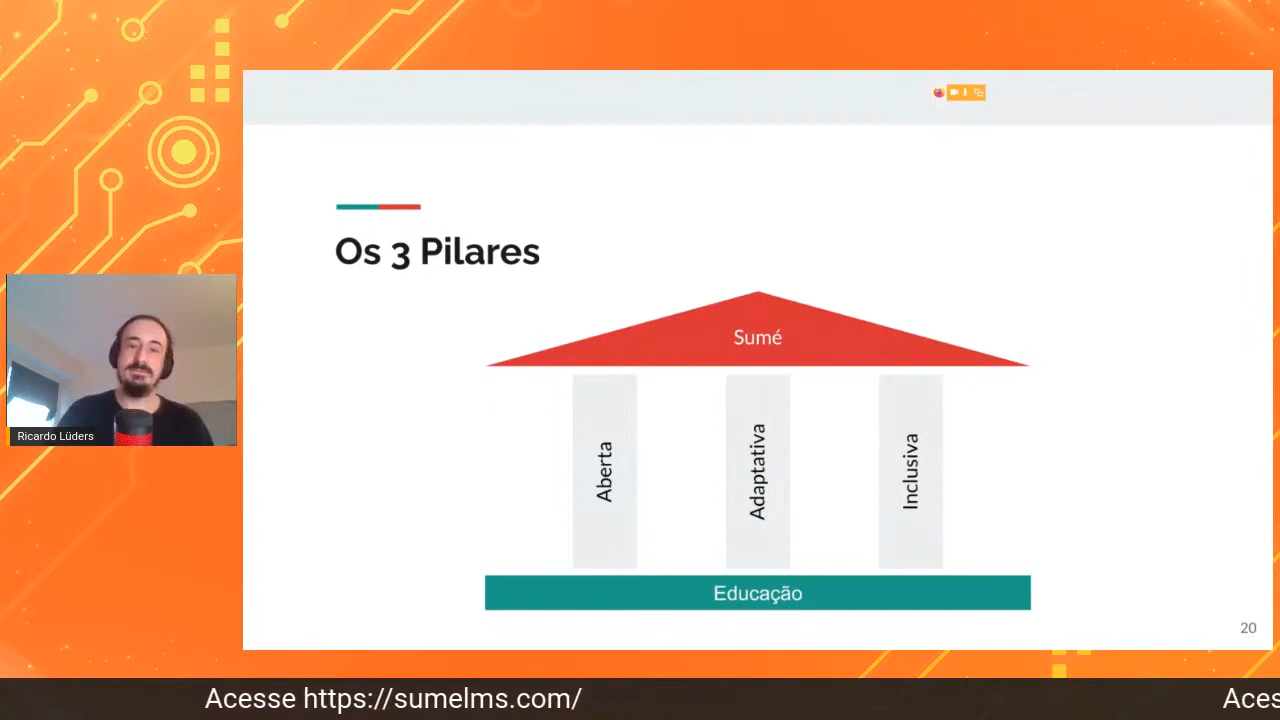 Os 3 Pilares
Sumé
Aberta
Adaptativa
Inclusiva
Educação
20
Ricardo Lüders
Acesse https://sumelms.com/
Aces